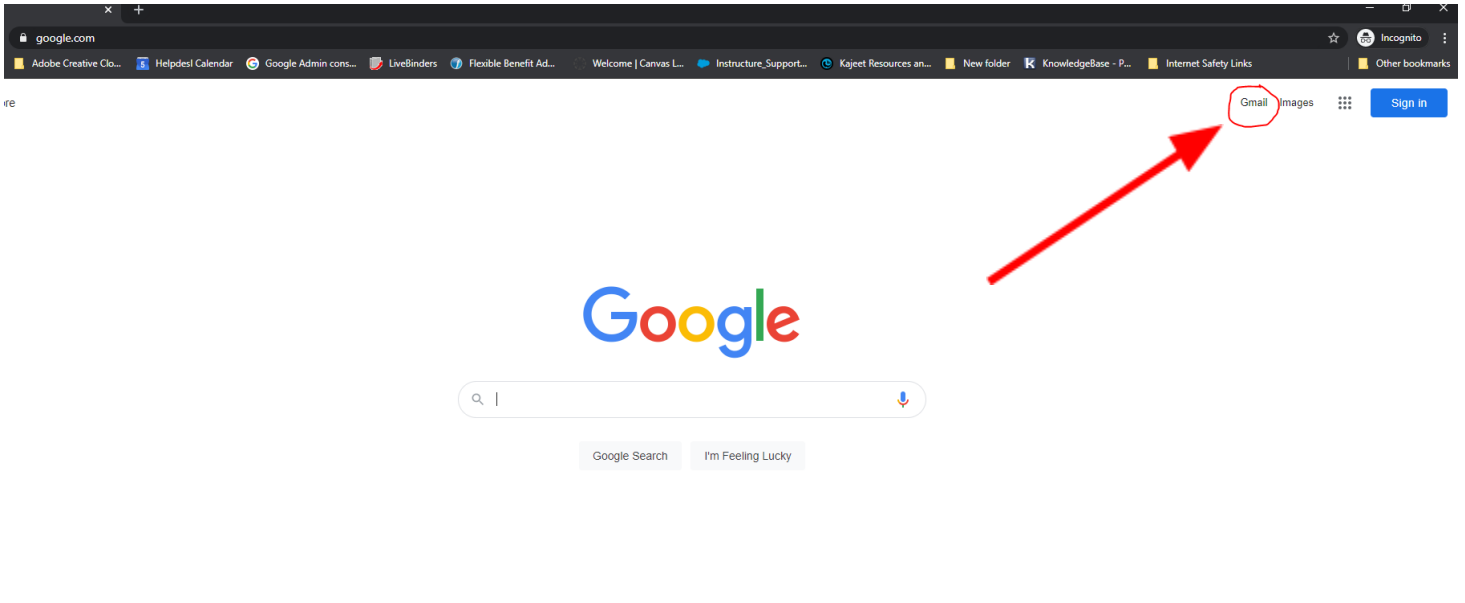 google.com
Incognito
Adobe Creative Clo... Helpdesl Calendar Google Admin cons... LiveBinders Flexible Benefit Ad... Welcome | Canvas L... Instructure_Support... Kajeet Resources an... New folder KnowledgeBase - P... Internet Safety Links Other bookmarks
Gmail Images Sign in
Google
Google Search I'm Feeling Lucky